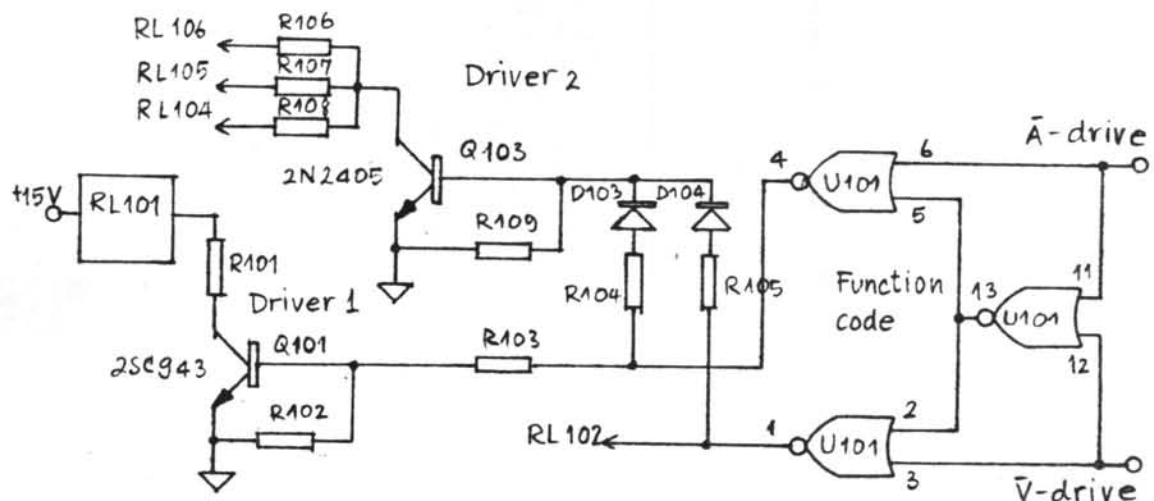 RL106
R106
RL105
R107
RL104
R108
Driver 2
Q103
2N2405
D103
D104
4
U101
6
5
Ā-drive
+15V
RL101
R109
R101
R104
R105
Function
code
13
U101
11
12
Driver 1
Q101
2SC943
R103
R102
RL102
1
U101
2
3
V̄-drive